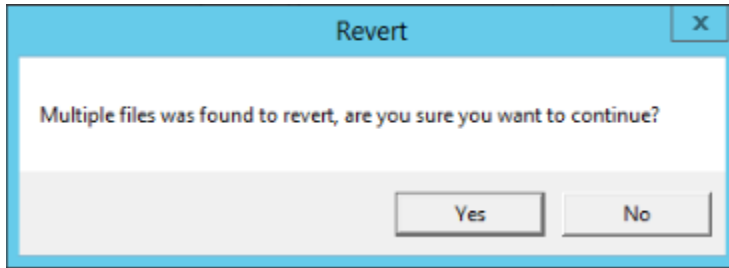 Revert
x
Multiple files was found to revert, are you sure you want to continue?
Yes No